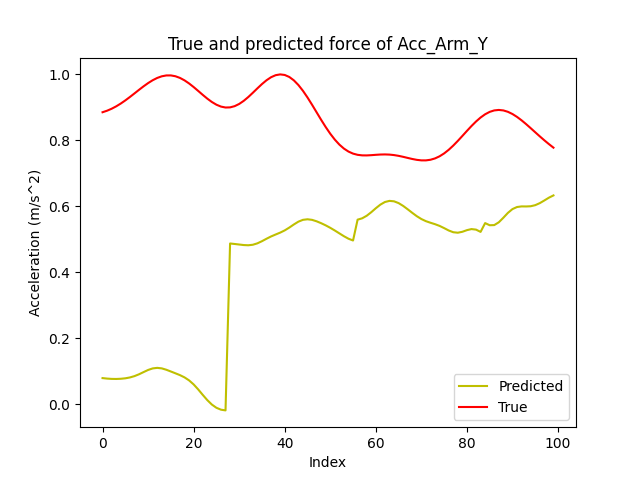 True and predicted force of Acc_Arm_Y
Acceleration (m/s^2)
1.0
0.8
0.6
0.4
0.2
0.0
0 20 40 60 80 100
Index
Predicted
True